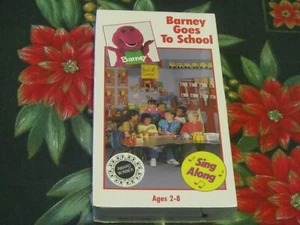 Barney Goes
To School
Barney
Sing
Along
Ages 2-8